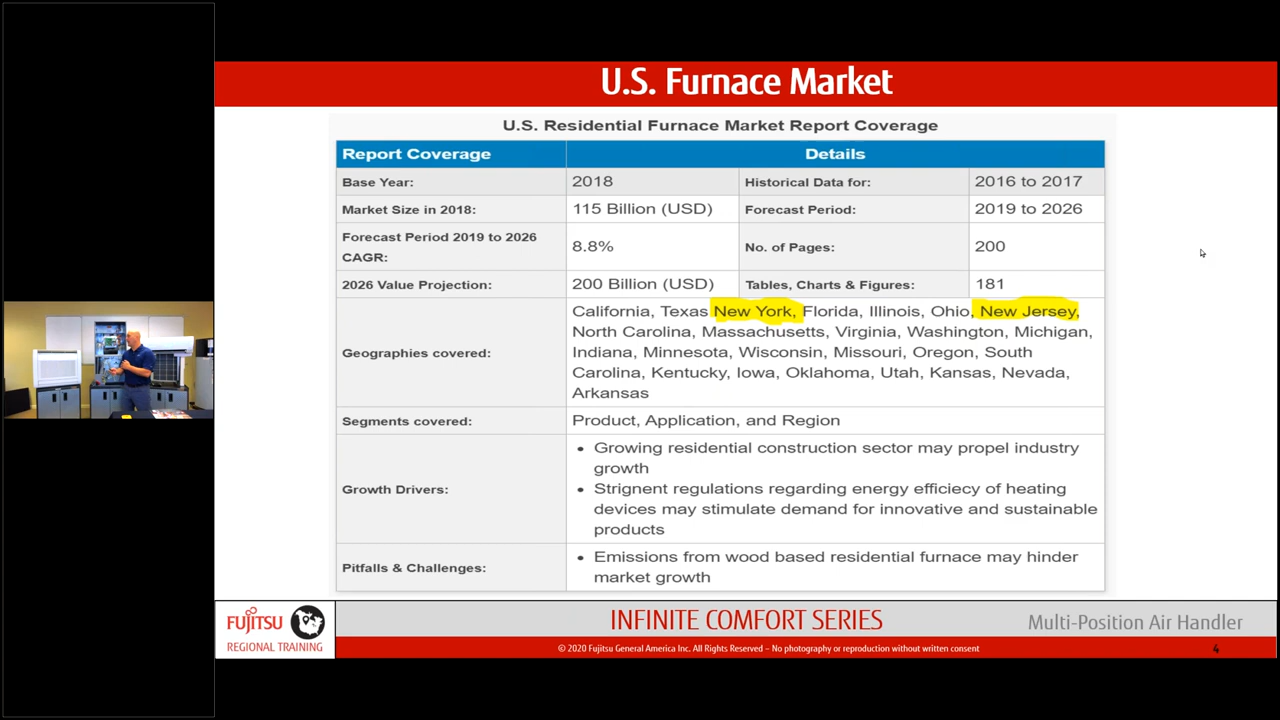 U.S. Furnace Market
U.S. Residential Furnace Market Report Coverage
Report Coverage Details
Base Year: 2018 Historical Data for: 2016 to 2017
Market Size in 2018: 115 Billion (USD) Forecast Period: 2019 to 2026
Forecast Period 2019 to 2026
CAGR: 8.8% No. of Pages: 200
2026 Value Projection: 200 Billion (USD) Tables, Charts & Figures: 181
Geographies covered:
California, Texas New York, Florida, Illinois, Ohio, New Jersey,
North Carolina, Massachusetts, Virginia, Washington, Michigan,
Indiana, Minnesota, Wisconsin, Missouri, Oregon, South
Carolina, Kentucky, Iowa, Oklahoma, Utah, Kansas, Nevada,
Arkansas
Segments covered: Product, Application, and Region
Growth Drivers:
• Growing residential construction sector may propel industry
growth
• Strignent regulations regarding energy efficiecy of heating
devices may stimulate demand for innovative and sustainable
products
Pitfalls & Challenges:
• Emissions from wood based residential furnace may hinder
market growth
FUJITSU
REGIONAL TRAINING
INFINITE COMFORT SERIES
Multi-Position Air Handler
© 2020 Fujitsu General America Inc. All Rights Reserved – No photography or reproduction without written consent
4